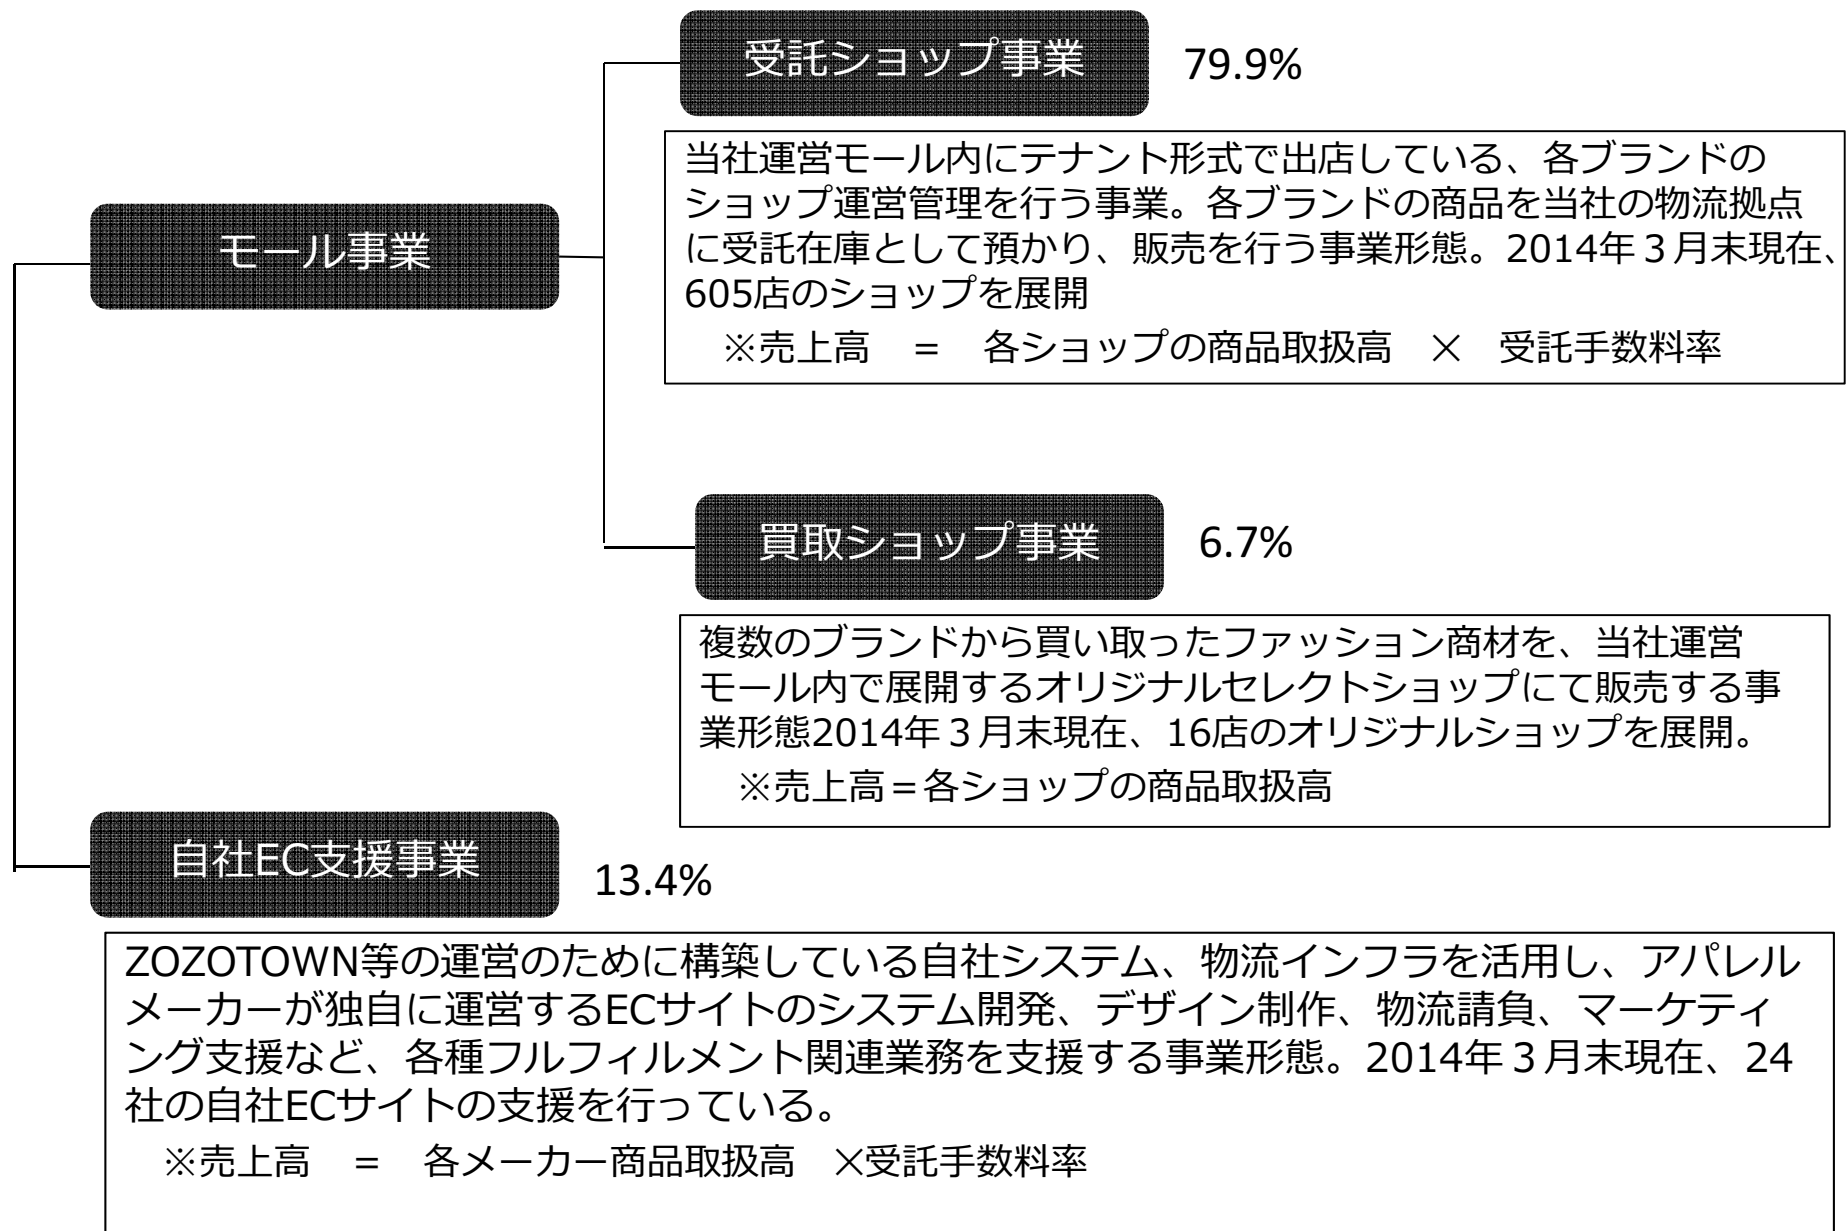 受託ショップ事業
79.9%
当社運営モール内にテナント形式で出店している、各ブランドの
ショップ運営管理を行う事業。各ブランドの商品を当社の物流拠点
に受託在庫として預かり、販売を行う事業形態。2014年３月末現在、
605店のショップを展開
※売上高　＝　各ショップの商品取扱高　×　受託手数料率
モール事業
買取ショップ事業
6.7%
複数のブランドから買い取ったファッション商材を、当社運営
モール内で展開するオリジナルセレクトショップにて販売する事
業形態2014年３月末現在、16店のオリジナルショップを展開。
※売上高＝各ショップの商品取扱高
自社EC支援事業
13.4%
ZOZOTOWN等の運営のために構築している自社システム、物流インフラを活用し、アパレル
メーカーが独自に運営するECサイトのシステム開発、デザイン制作、物流請負、マーケティ
ング支援など、各種フルフィルメント関連業務を支援する事業形態。2014年３月末現在、24
社の自社ECサイトの支援を行っている。
※売上高　＝　各メーカー商品取扱高　×受託手数料率